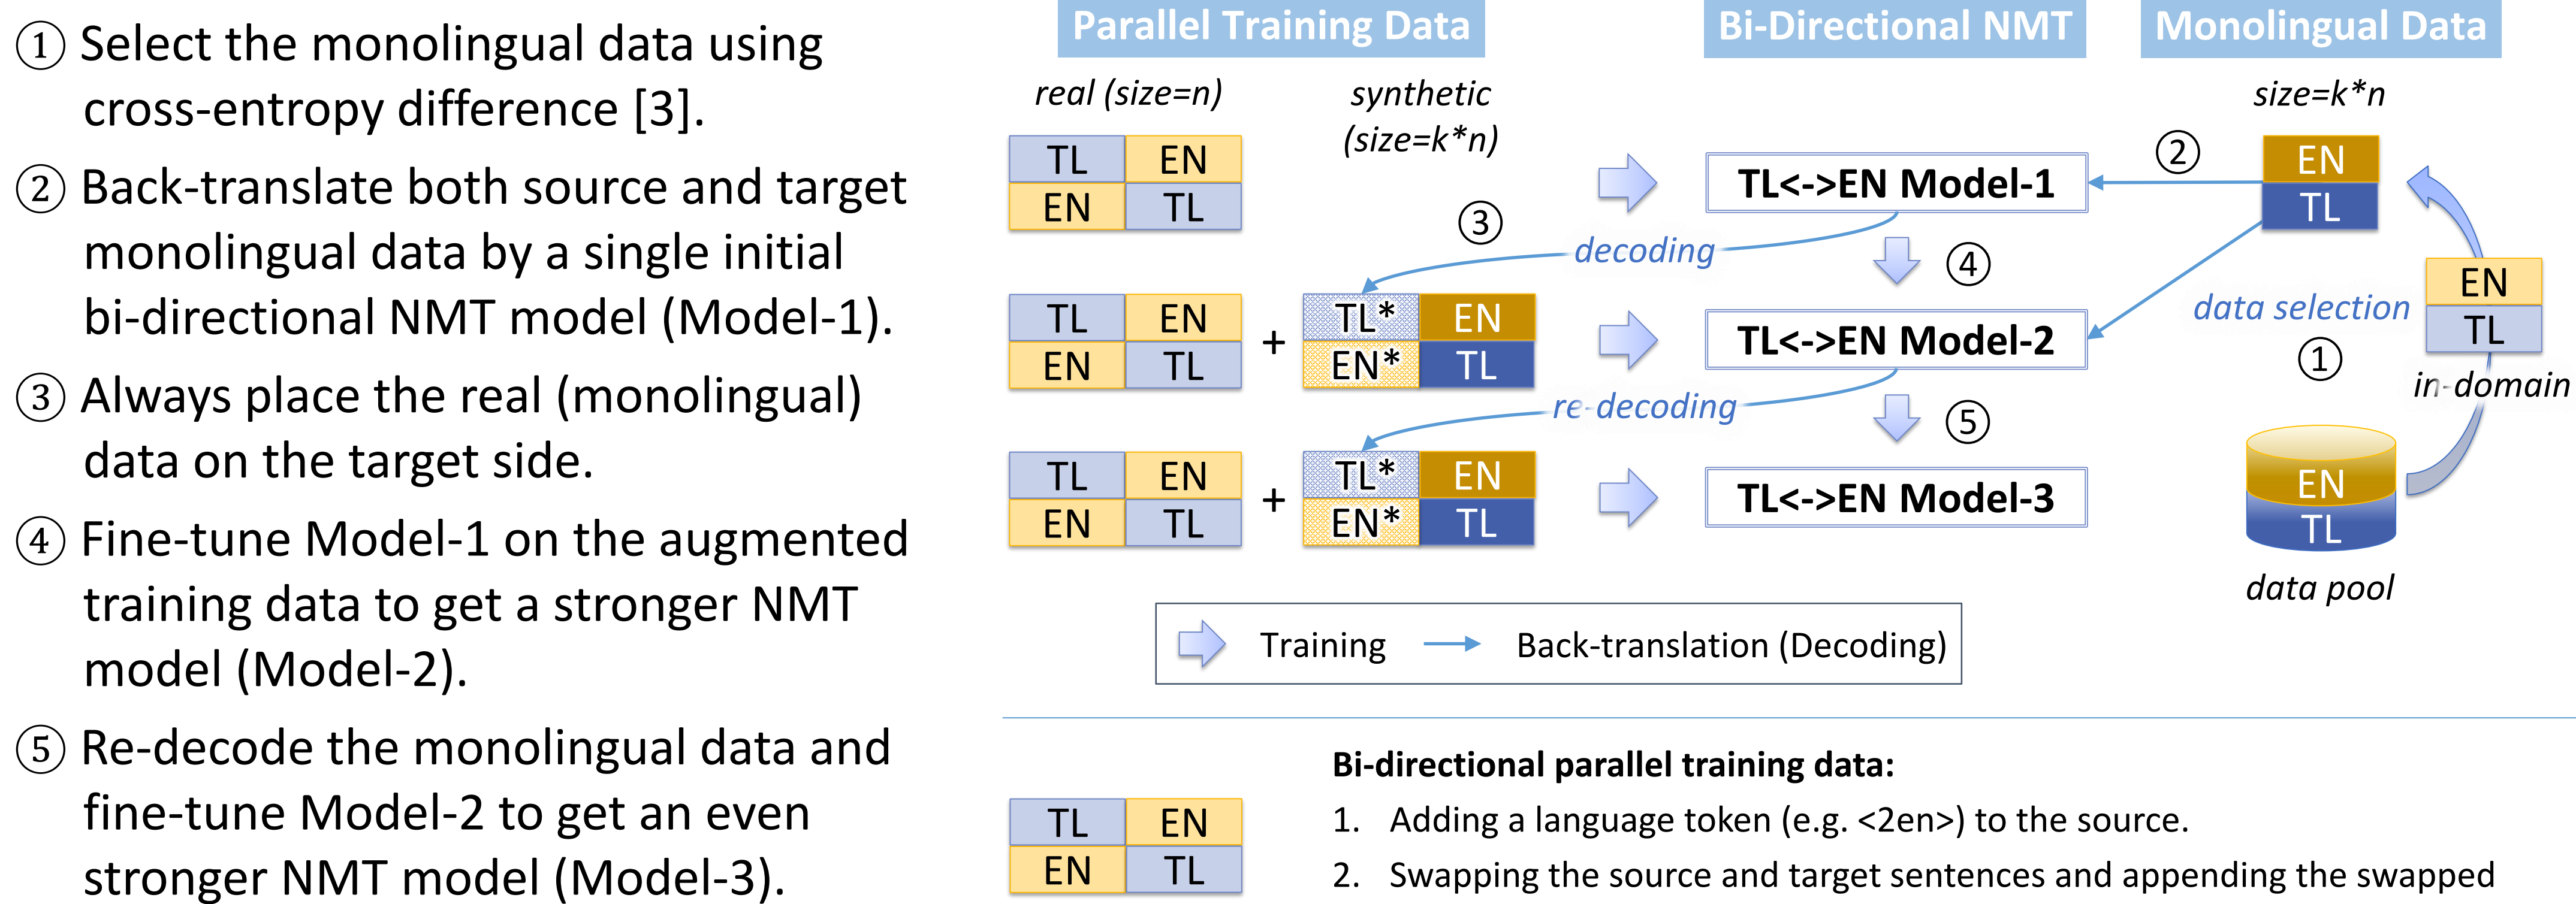 ① Select the monolingual data using
cross-entropy difference [3].
② Back-translate both source and target
monolingual data by a single initial
bi-directional NMT model (Model-1).
③ Always place the real (monolingual)
data on the target side.
④ Fine-tune Model-1 on the augmented
training data to get a stronger NMT
model (Model-2).
⑤ Re-decode the monolingual data and
fine-tune Model-2 to get an even
stronger NMT model (Model-3).
Parallel Training Data
Bi-Directional NMT
Monolingual Data
real (size=n)
synthetic
(size=k*n)
size=k*n
TL EN
EN TL
TL<->EN Model-1
②
EN
TL
③
decoding
④
TL EN
EN TL
+
TL* EN
EN* TL
TL<->EN Model-2
data selection
①
EN
TL
in-domain
re-decoding
⑤
TL EN
EN TL
+
TL* EN
EN* TL
TL<->EN Model-3
EN
TL
data pool
Training
Back-translation (Decoding)
TL EN
EN TL
Bi-directional parallel training data:
1. Adding a language token (e.g. <2en>) to the source.
2. Swapping the source and target sentences and appending the swapped